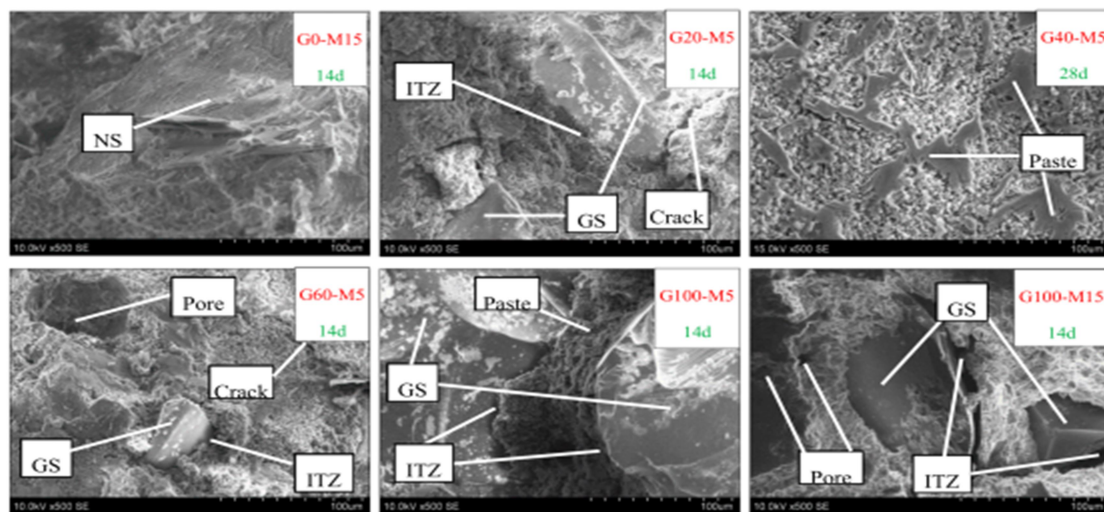 G0-M15
14d
NS
10.0kV x500 SE
100um
G20-M5
14d
ITZ
GS
Crack
10.0kV x500 SE
100um
G40-M5
28d
Paste
15.0kV x500 SE
100um
G60-M5
14d
Pore
Crack
GS
ITZ
10.0kV x500 SE
100um
G100-M5
14d
Paste
GS
ITZ
10.0kV x500 SE
100um
G100-M15
14d
GS
Pore
ITZ
10.0kV x500 SE
100um